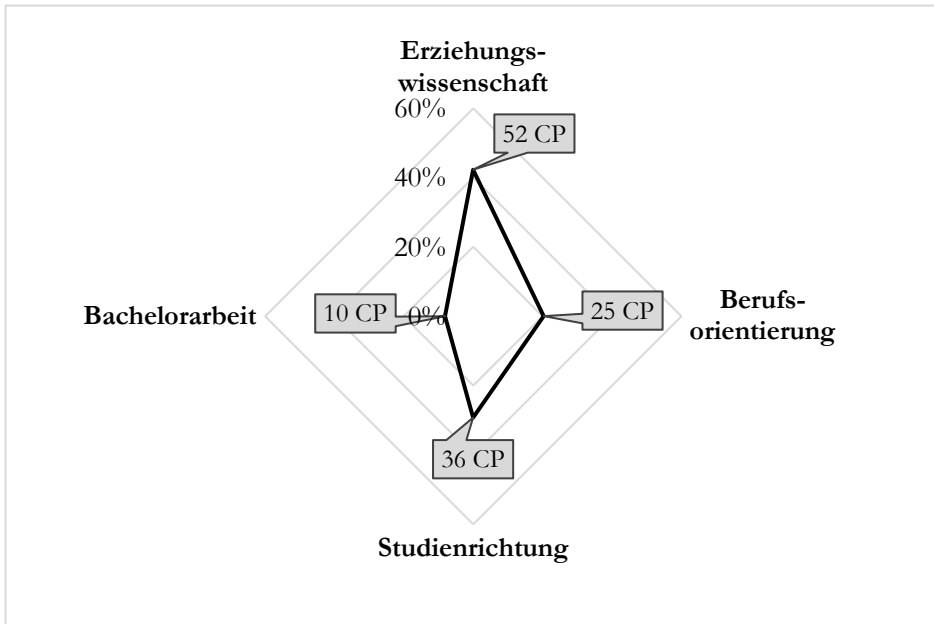 Erziehungs-
wissenschaft
60%
52 CP
40%
20%
Bachelorarbeit
10 CP
0%
25 CP
Berufs-
orientierung
36 CP
Studienrichtung